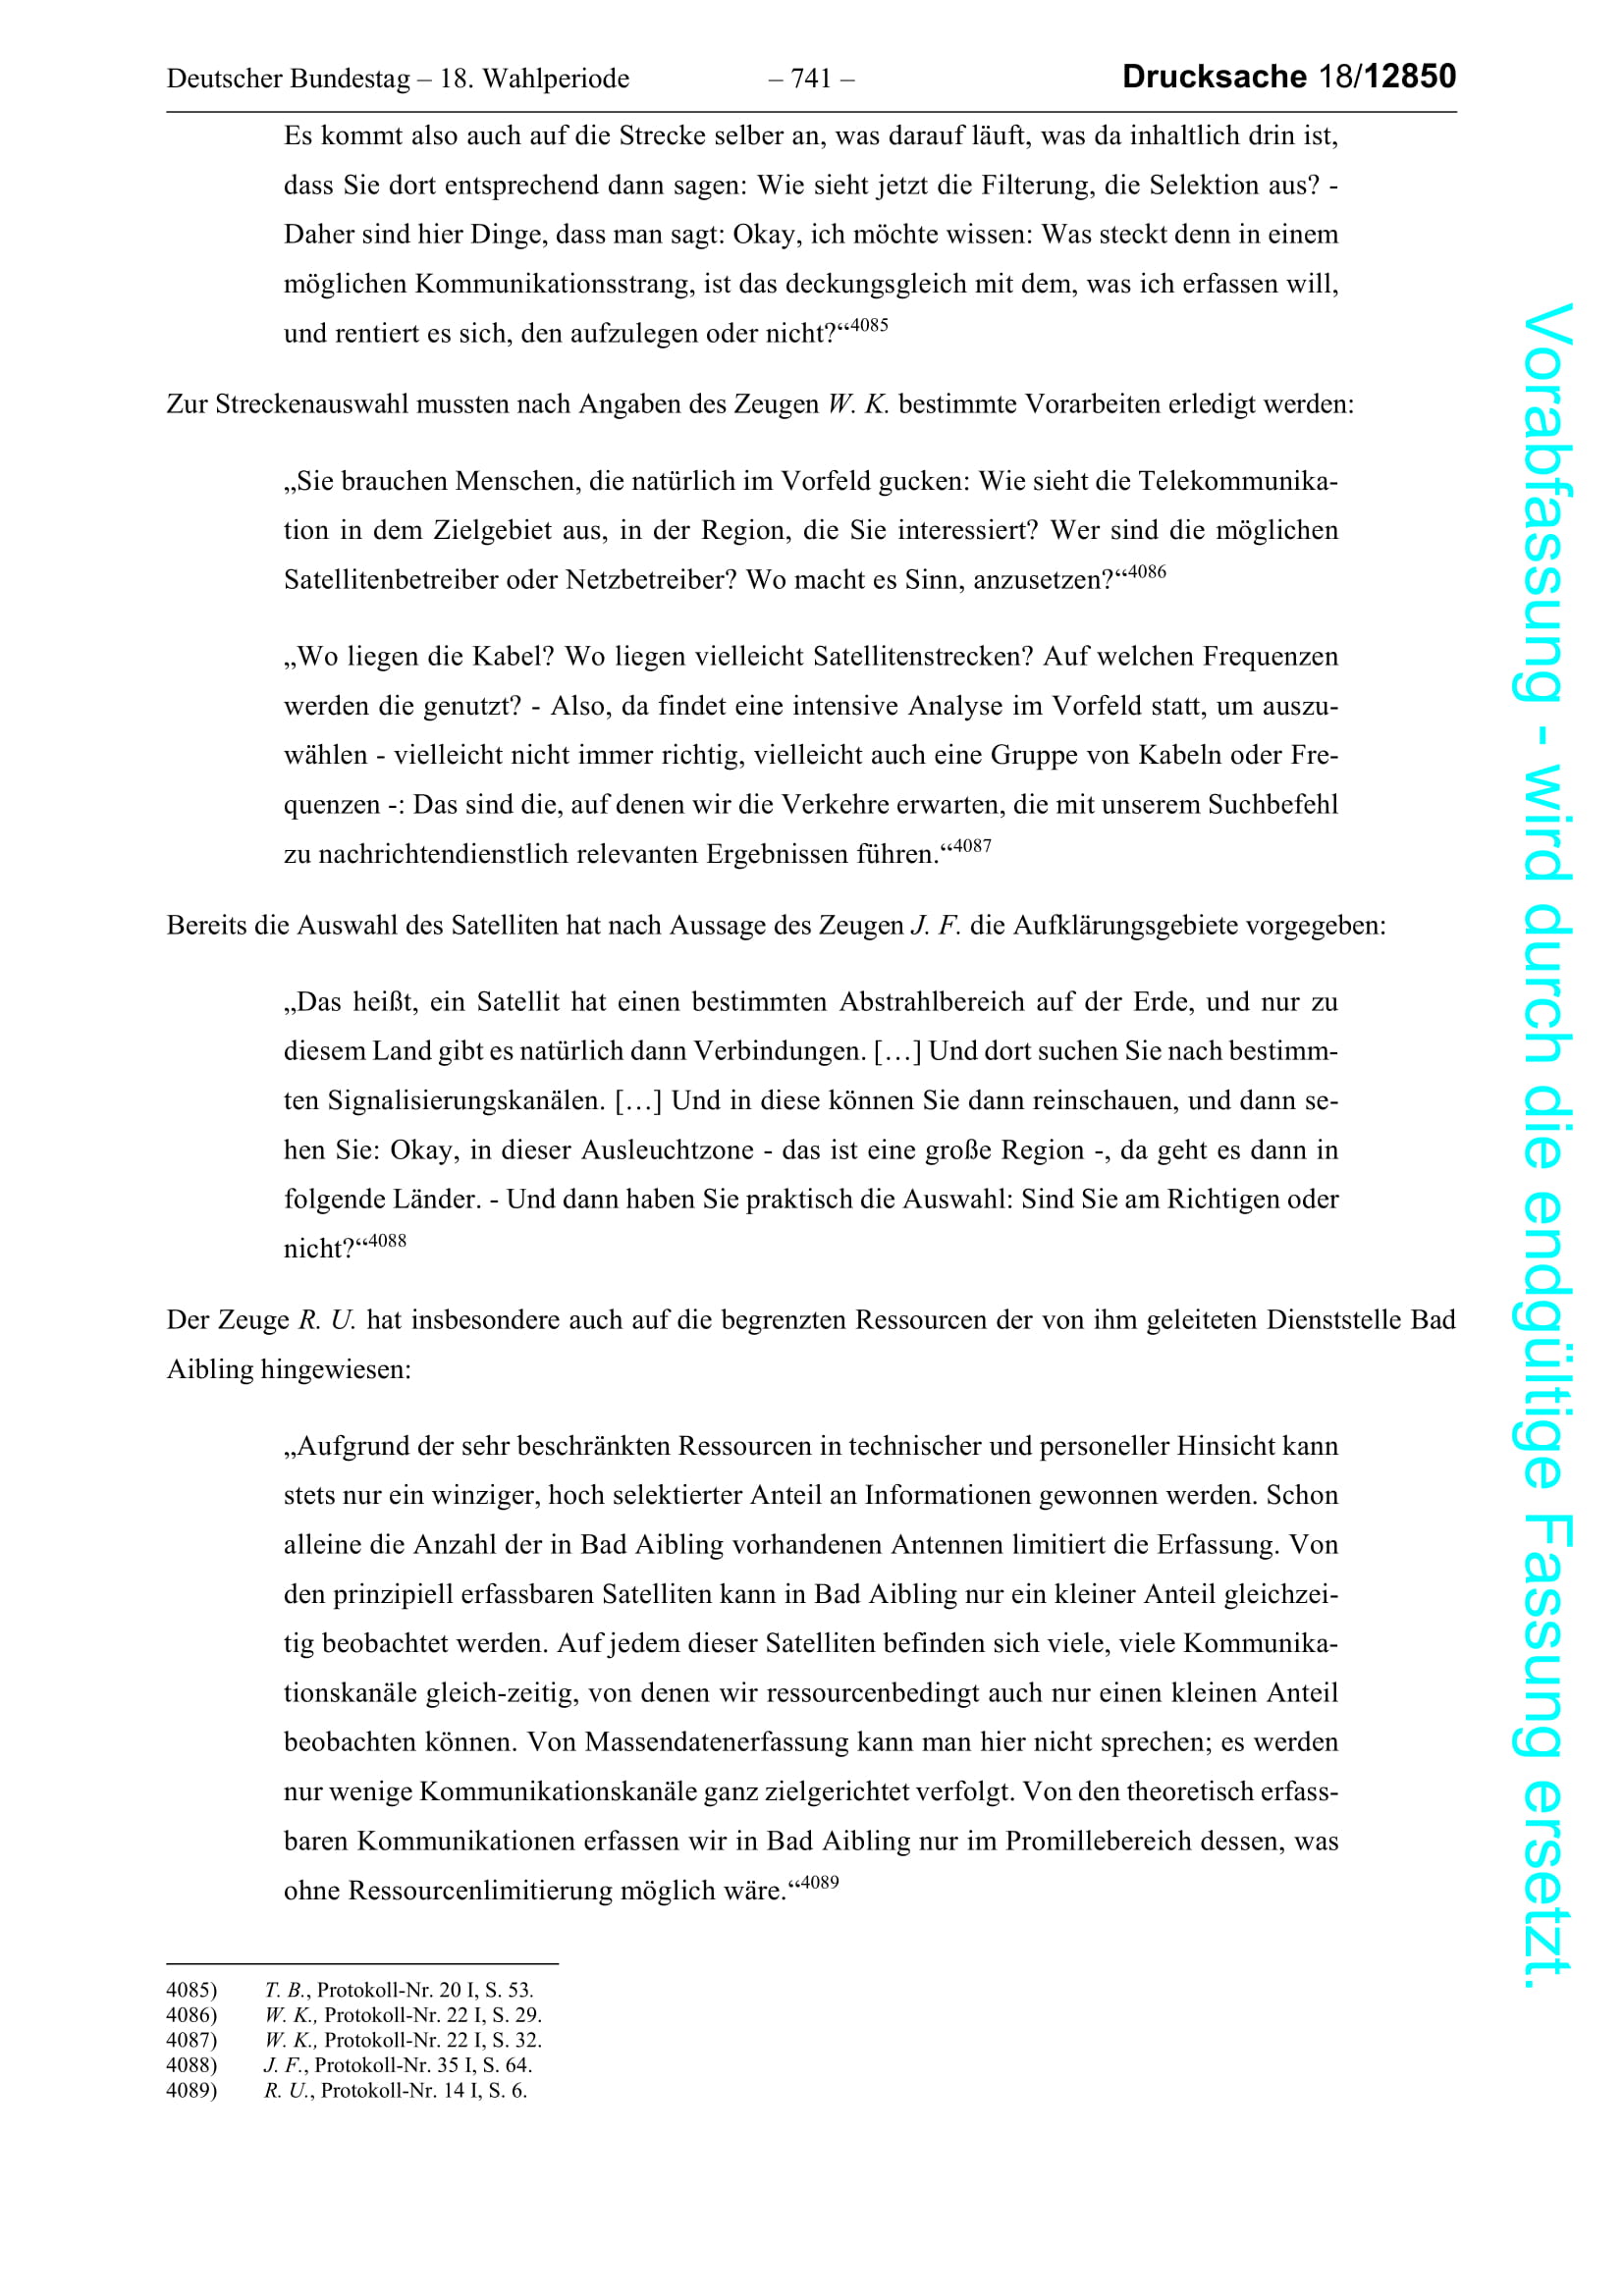 Deutscher Bundestag – 18. Wahlperiode – 741 – Drucksache 18/12850
Es kommt also auch auf die Strecke selber an, was darauf läuft, was da inhaltlich drin ist,
dass Sie dort entsprechend dann sagen: Wie sieht jetzt die Filterung, die Selektion aus? -
Daher sind hier Dinge, dass man sagt: Okay, ich möchte wissen: Was steckt denn in einem
möglichen Kommunikationsstrang, ist das deckungsgleich mit dem, was ich erfassen will,
und rentiert es sich, den aufzulegen oder nicht?“4085
Zur Streckenauswahl mussten nach Angaben des Zeugen W. K. bestimmte Vorarbeiten erledigt werden:
„Sie brauchen Menschen, die natürlich im Vorfeld gucken: Wie sieht die Telekommunika-
tion in dem Zielgebiet aus, in der Region, die Sie interessiert? Wer sind die möglichen
Satellitenbetreiber oder Netzbetreiber? Wo macht es Sinn, anzusetzen?“4086
„Wo liegen die Kabel? Wo liegen vielleicht Satellitenstrecken? Auf welchen Frequenzen
werden die genutzt? - Also, da findet eine intensive Analyse im Vorfeld statt, um auszu-
wählen - vielleicht nicht immer richtig, vielleicht auch eine Gruppe von Kabeln oder Fre-
quenzen -: Das sind die, auf denen wir die Verkehre erwarten, die mit unserem Suchbefehl
zu nachrichtendienstlich relevanten Ergebnissen führen.“4087
Bereits die Auswahl des Satelliten hat nach Aussage des Zeugen J. F. die Aufklärungsgebiete vorgegeben:
„Das heißt, ein Satellit hat einen bestimmten Abstrahlbereich auf der Erde, und nur zu
diesem Land gibt es natürlich dann Verbindungen. […] Und dort suchen Sie nach bestimm-
ten Signalisierungskanälen. […] Und in diese können Sie dann reinschauen, und dann se-
hen Sie: Okay, in dieser Ausleuchtzone - das ist eine große Region -, da geht es dann in
folgende Länder. - Und dann haben Sie praktisch die Auswahl: Sind Sie am Richtigen oder
nicht?“4088
Der Zeuge R. U. hat insbesondere auch auf die begrenzten Ressourcen der von ihm geleiteten Dienststelle Bad
Aibling hingewiesen:
„Aufgrund der sehr beschränkten Ressourcen in technischer und personeller Hinsicht kann
stets nur ein winziger, hoch selektierter Anteil an Informationen gewonnen werden. Schon
alleine die Anzahl der in Bad Aibling vorhandenen Antennen limitiert die Erfassung. Von
den prinzipiell erfassbaren Satelliten kann in Bad Aibling nur ein kleiner Anteil gleichzei-
tig beobachtet werden. Auf jedem dieser Satelliten befinden sich viele, viele Kommunika-
tionskanäle gleich-zeitig, von denen wir ressourcenbedingt auch nur einen kleinen Anteil
beobachten können. Von Massendatenerfassung kann man hier nicht sprechen; es werden
nur wenige Kommunikationskanäle ganz zielgerichtet verfolgt. Von den theoretisch erfass-
baren Kommunikationen erfassen wir in Bad Aibling nur im Promillebereich dessen, was
ohne Ressourcenlimitierung möglich wäre.“4089
4085) T. B., Protokoll-Nr. 20 I, S. 53.
4086) W. K., Protokoll-Nr. 22 I, S. 29.
4087) W. K., Protokoll-Nr. 22 I, S. 32.
4088) J. F., Protokoll-Nr. 35 I, S. 64.
4089) R. U., Protokoll-Nr. 14 I, S. 6.
Vorabfassung - wird durch die endgültige Fassung ersetzt.